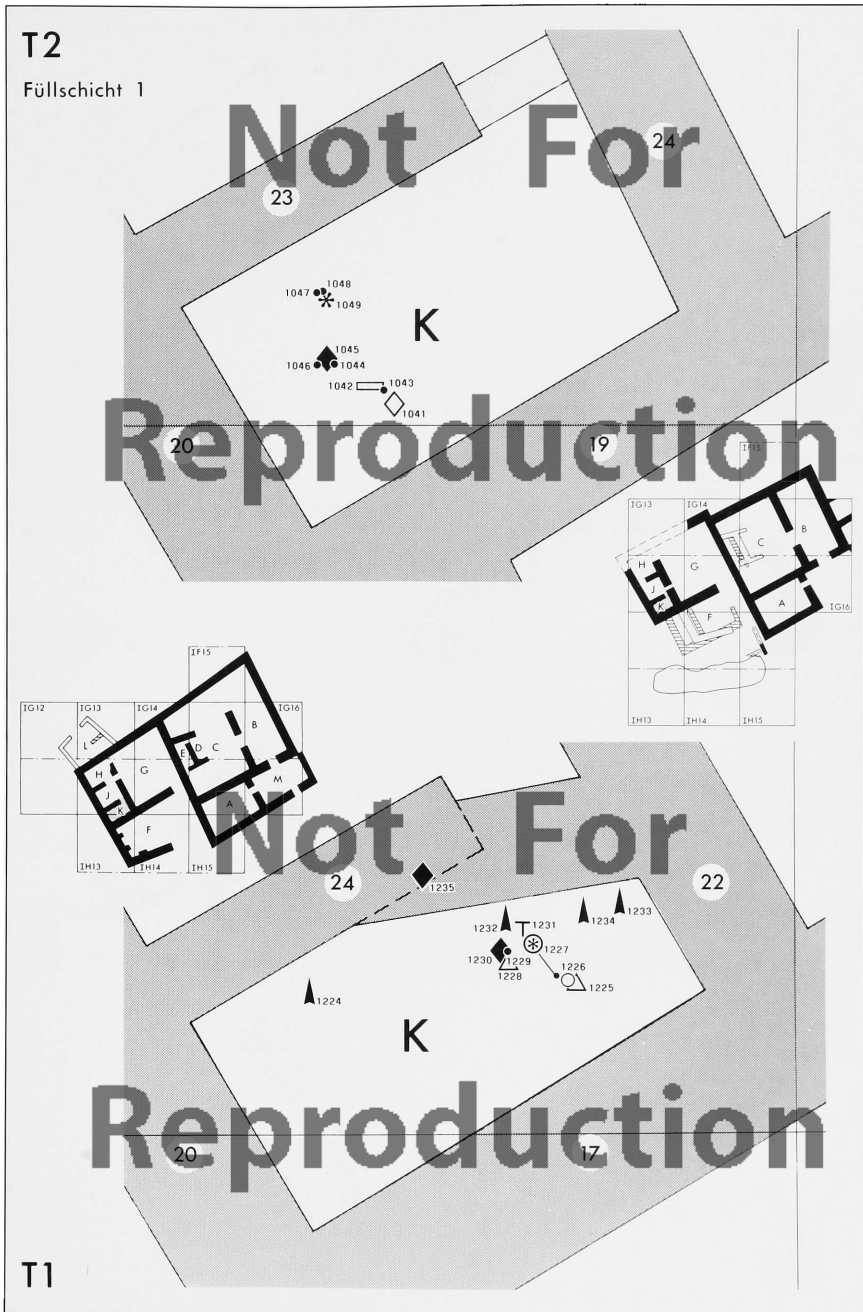 T2
Füllschicht 1
Not For
24
23
1048
1047
1049
K
1045
1046 1044
1042 1043
1041
Reproduction
20 19
IF15
IG13 IG14
C B
H G
J
K F A
IG16
IH13 IH14 IH15
IF15
IG12 IG13 IG14 IG16
L B
E D C
H G
J M
K A
F
IH13 IH14 IH15
Not For
24 22
1235
1233
1234
1232 1231
1227
1230 1229 1226
1228 1225
1224
K
Reproduction
20 17
T1